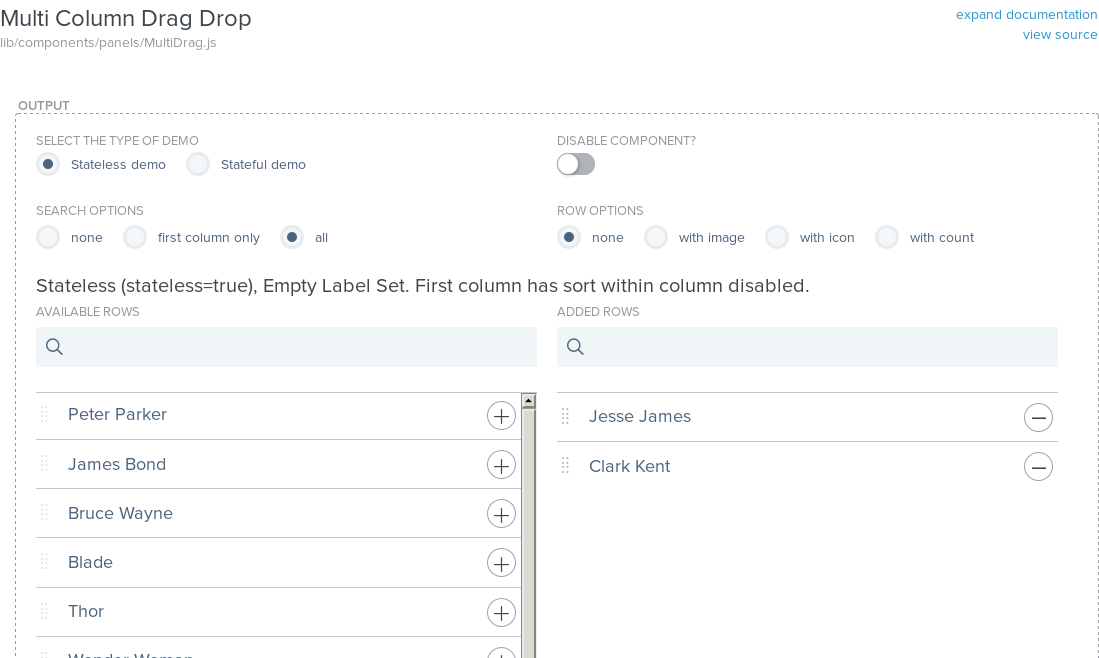 Multi Column Drag Drop
expand documentation
lib/components/panels/MultiDrag.js
view source
OUTPUT
SELECT THE TYPE OF DEMO
DISABLE COMPONENT?
Stateless demo Stateful demo
SEARCH OPTIONS
ROW OPTIONS
none first column only all
none with image with icon with count
Stateless (stateless=true), Empty Label Set. First column has sort within column disabled.
AVAILABLE ROWS
ADDED ROWS
Peter Parker
Jesse James
James Bond
Clark Kent
Bruce Wayne
Blade
Thor
Wonder Woman